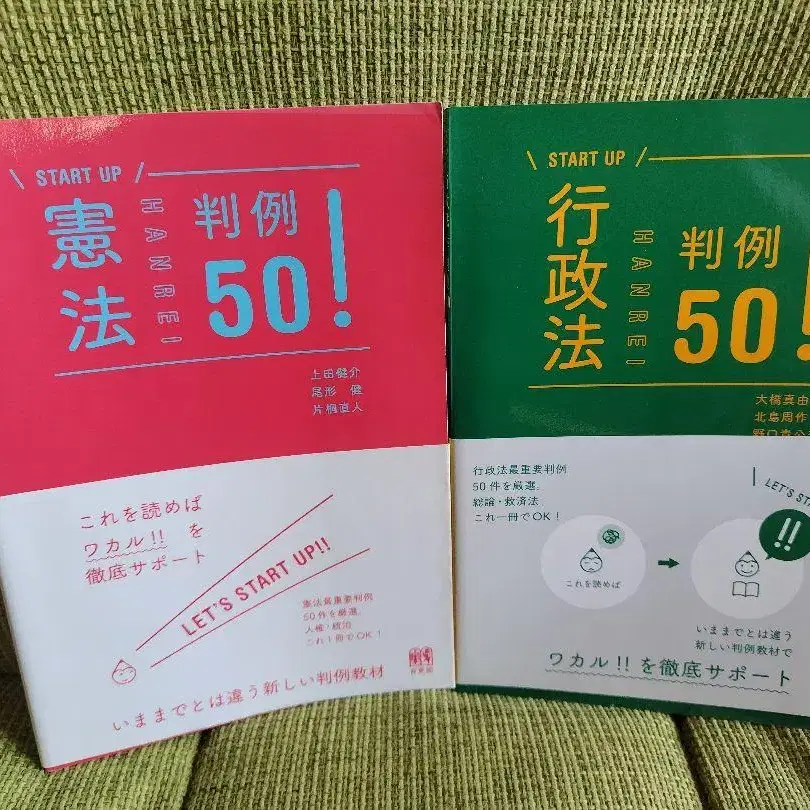 START UP
憲法
HANREI
判例
50!
上田健介
尾形 健
片桐直人
これを読めば
ワカル!! を
徹底サポート
LET'S START UP!!
憲法最重要判例
50件を厳選。
人権・統治
これ1冊でOK!
いままでとは違う新しい判例教材
有斐閣
START UP
行政法
HANREI
判例
50!
大橋真由
北島周作
野口貴公
行政法最重要判例
50件を厳選。
総論・救済法
これ一冊でOK!
LET'S STA
!!
これを読めば
いままでとは違う
新しい判例教材で
ワカル!! を徹底サポート